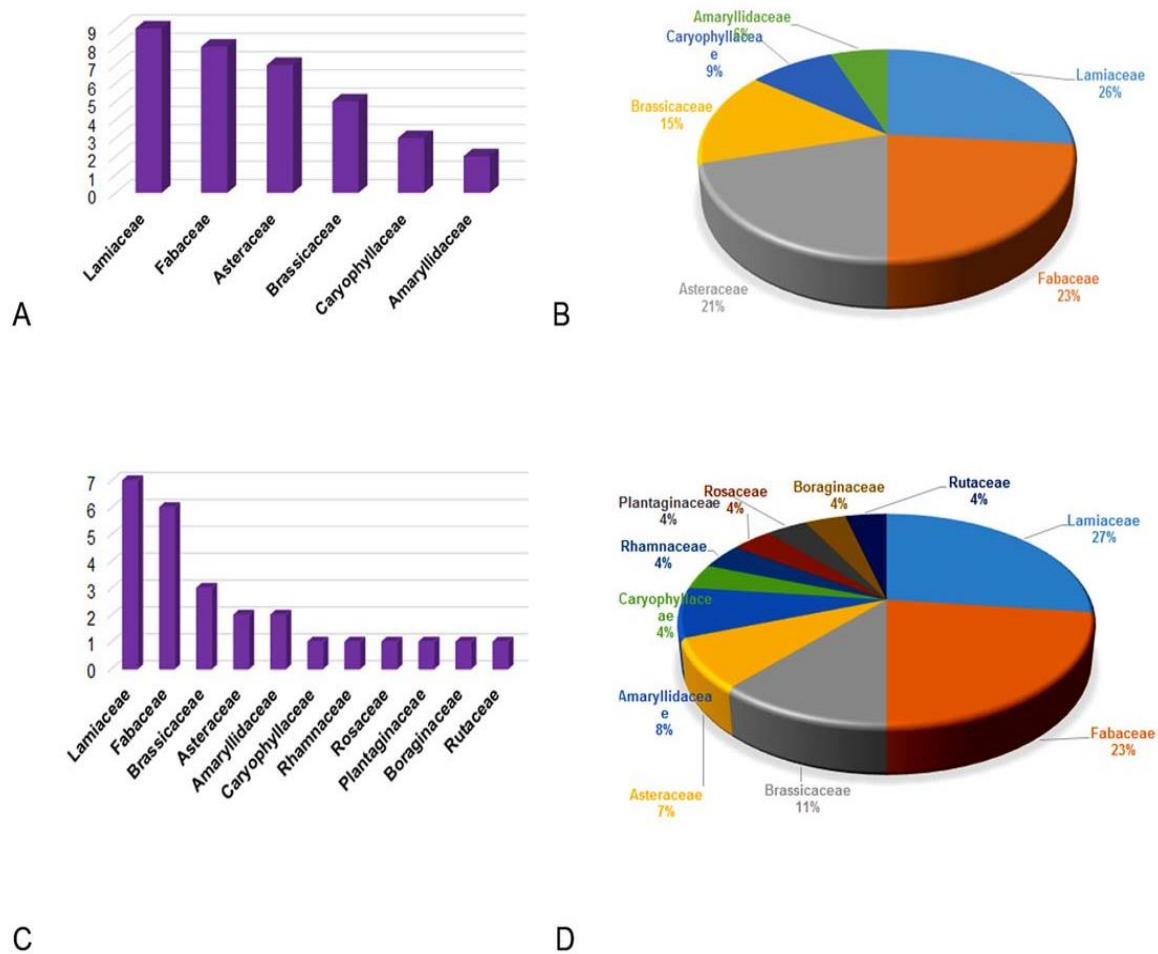 9
8
7
6
5
4
3
2
1
0
Lamiaceae
Fabaceae
Asteraceae
Brassicaceae
Caryophyllaceae
Amaryllidaceae
A
Amaryllidaceae
6%
Caryophyllacea
e
9%
Brassicaceae
15%
Asteraceae
21%
Lamiaceae
26%
Fabaceae
23%
B
7
6
5
4
3
2
1
0
Lamiaceae
Fabaceae
Brassicaceae
Asteraceae
Amaryllidaceae
Caryophyllaceae
Rhamnaceae
Rosaceae
Plantaginaceae
Boraginaceae
Rutaceae
Plantaginaceae
4%
Rosaceae
4%
Boraginaceae
4%
Rutaceae
4%
Lamiaceae
27%
Rhamnaceae
4%
Caryophyllace
ae
4%
Amaryllidacea
e
8%
Asteraceae
7%
Brassicaceae
11%
Fabaceae
23%
C
D